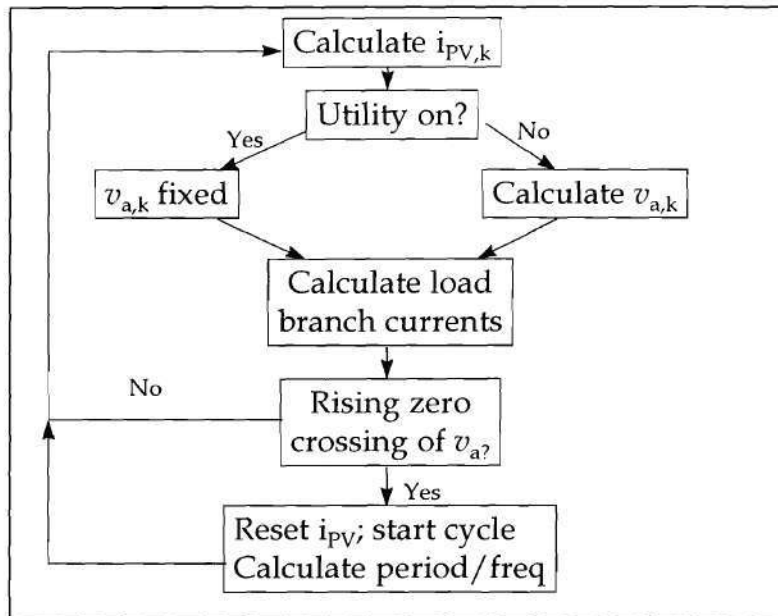 Calculate i_PV,k
Utility on?
Yes
No
v_a,k fixed
Calculate v_a,k
Calculate load
branch currents
No
Rising zero
crossing of v_a?
Yes
Reset i_PV; start cycle
Calculate period/freq